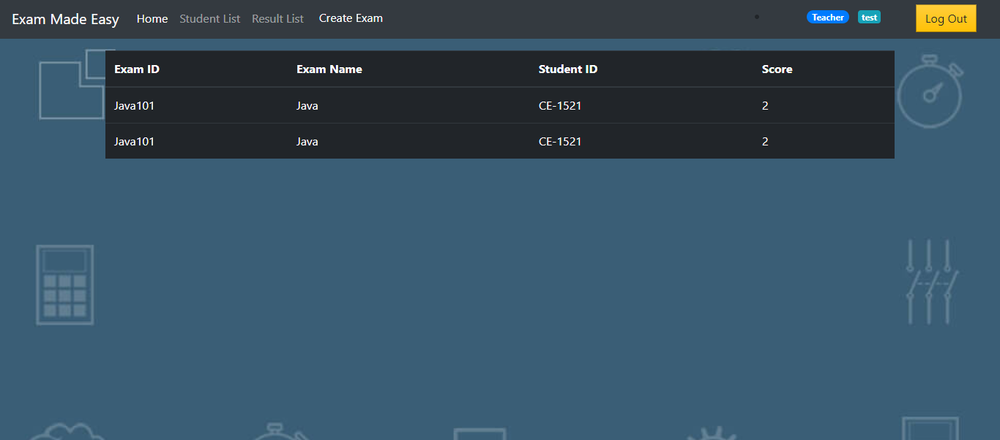 Exam Made Easy Home Student List Result List Create Exam Teacher test Log Out
Exam ID Exam Name Student ID Score
Java101 Java CE-1521 2
Java101 Java CE-1521 2